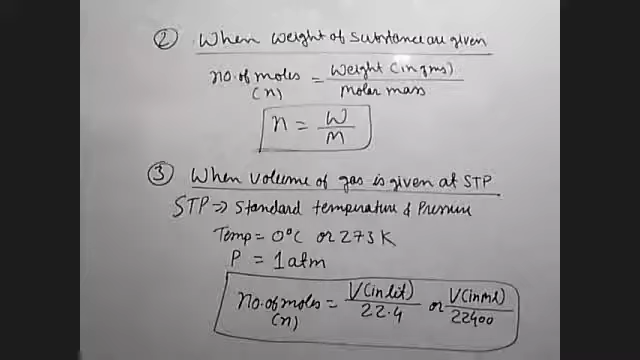 ② When weight of substance are given
no. of moles (n) = Weight (in gms) / Molar mass
n = W / M
③ When Volume of gas is given at STP
STP ⇒ Standard temperature & Pressure
Temp = 0°C or 273 K
P = 1 atm
no. of moles (n) = V (in lit) / 22.4 or V (in ml) / 22400